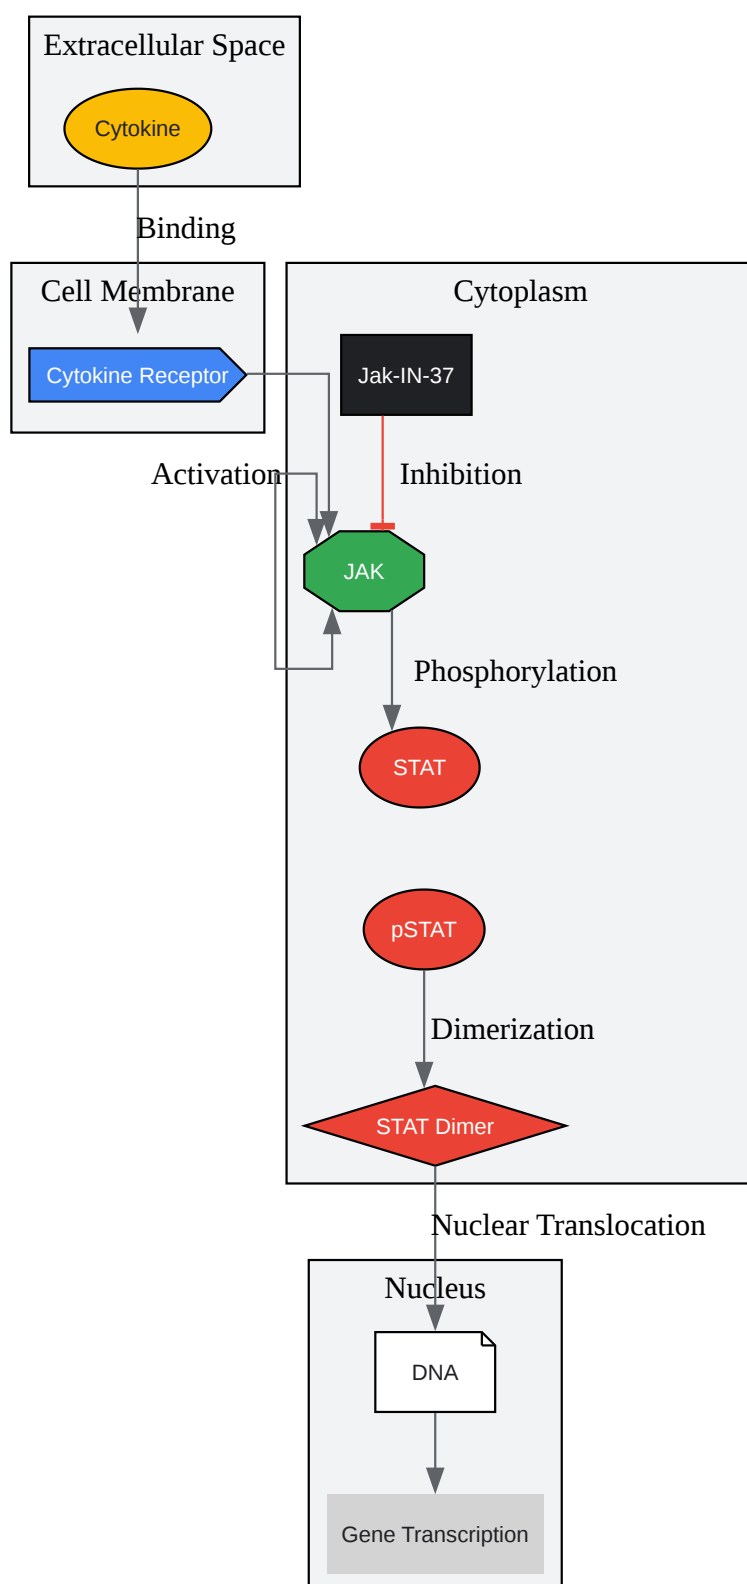 Extracellular Space
Cytokine
Binding
Cell Membrane
Cytoplasm
Cytokine Receptor
Jak-IN-37
Activation
Inhibition
JAK
Phosphorylation
STAT
pSTAT
Dimerization
STAT Dimer
Nuclear Translocation
Nucleus
DNA
Gene Transcription